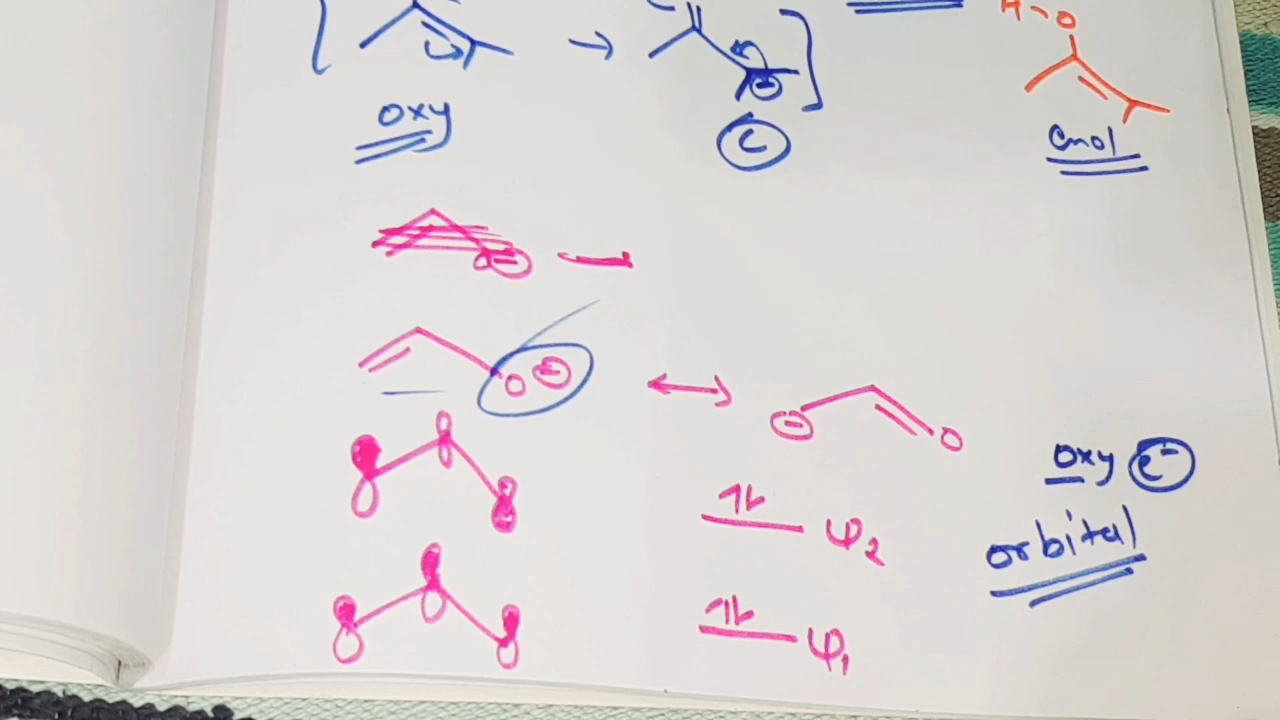 H-O
oxy
C
enol
O
O
O
oxy e⁻
orbital
ψ₂
ψ₁